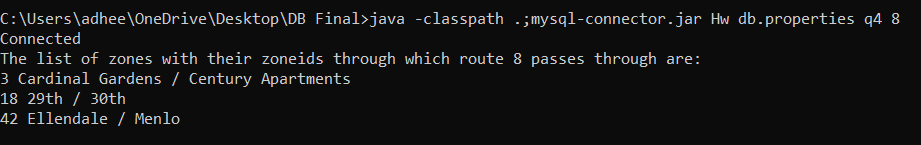 C:\Users\adhee\OneDrive\Desktop\DB Final>java -classpath .;mysql-connector.jar Hw db.properties q4 8
Connected
The list of zones with their zoneids through which route 8 passes through are:
3 Cardinal Gardens / Century Apartments
18 29th / 30th
42 Ellendale / Menlo